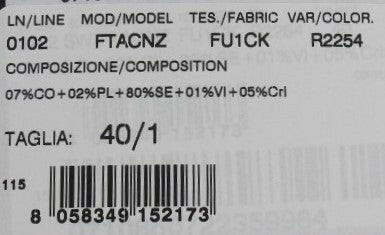 LN/LINE MOD/MODEL TES./FABRIC VAR/COLOR.
0102 FTACNZ FU1CK R2254
COMPOSIZIONE/COMPOSITION
07%CO+02%PL+80%SE+01%VI+05%Crl
TAGLIA: 40/1
115
8 058349 152173